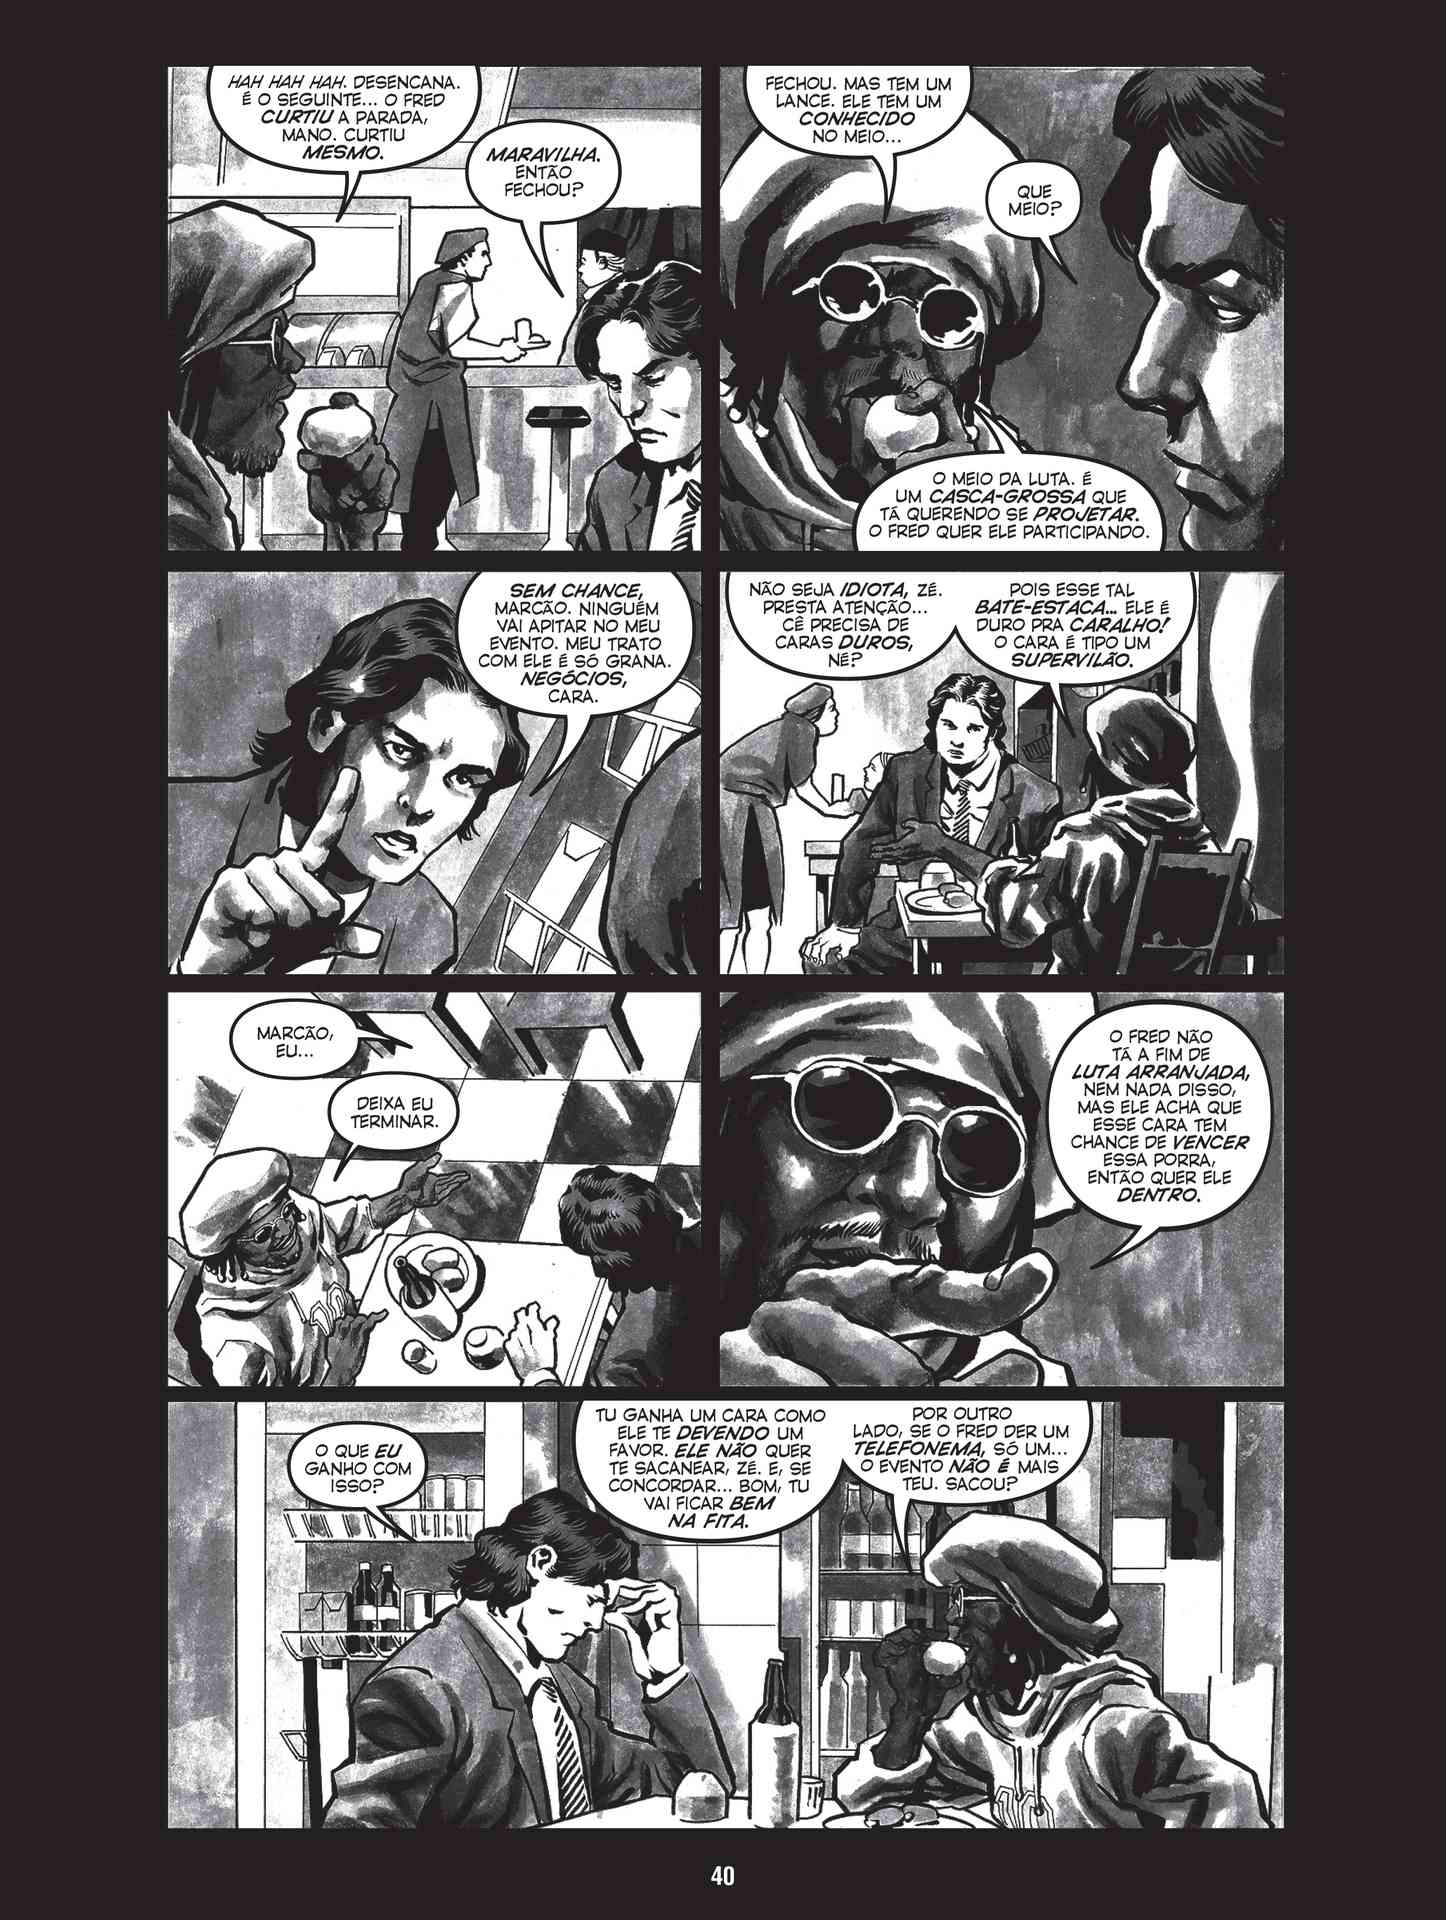 HAH HAH HAH. DESENCANA.
É O SEGUINTE... O FRED
CURTIU A PARADA,
MANO. CURTIU
MESMO.
MARAVILHA.
ENTÃO
FECHOU?
FECHOU. MAS TEM UM
LANCE. ELE TEM UM
CONHECIDO
NO MEIO...
QUE
MEIO?
O MEIO DA LUTA. É
UM CASCA-GROSSA QUE
TÁ QUERENDO SE PROJETAR.
O FRED QUER ELE PARTICIPANDO.
SEM CHANCE,
MARCÃO. NINGUÉM
VAI APITAR NO MEU
EVENTO. MEU TRATO
COM ELE É SÓ GRANA.
NEGÓCIOS,
CARA.
NÃO SEJA IDIOTA, ZÉ.
PRESTA ATENÇÃO...
CÊ PRECISA DE
CARAS DUROS,
NÉ?
POIS ESSE TAL
BATE-ESTACA... ELE É
DURO PRA CARALHO!
O CARA É TIPO UM
SUPERVILÃO.
MARCÃO,
EU...
DEIXA EU
TERMINAR.
O FRED NÃO
TÁ A FIM DE
LUTA ARRANJADA,
NEM NADA DISSO,
MAS ELE ACHA QUE
ESSE CARA TEM
CHANCE DE VENCER
ESSA PORRA,
ENTÃO QUER ELE
DENTRO.
O QUE EU
GANHO COM
ISSO?
TU GANHA UM CARA COMO
ELE TE DEVENDO UM
FAVOR. ELE NÃO QUER
TE SACANEAR, ZÉ. E, SE
CONCORDAR... BOM, TU
VAI FICAR BEM
NA FITA.
POR OUTRO
LADO, SE O FRED DER UM
TELEFONEMA, SÓ UM...
O EVENTO NÃO É MAIS
TEU. SACOU?
40